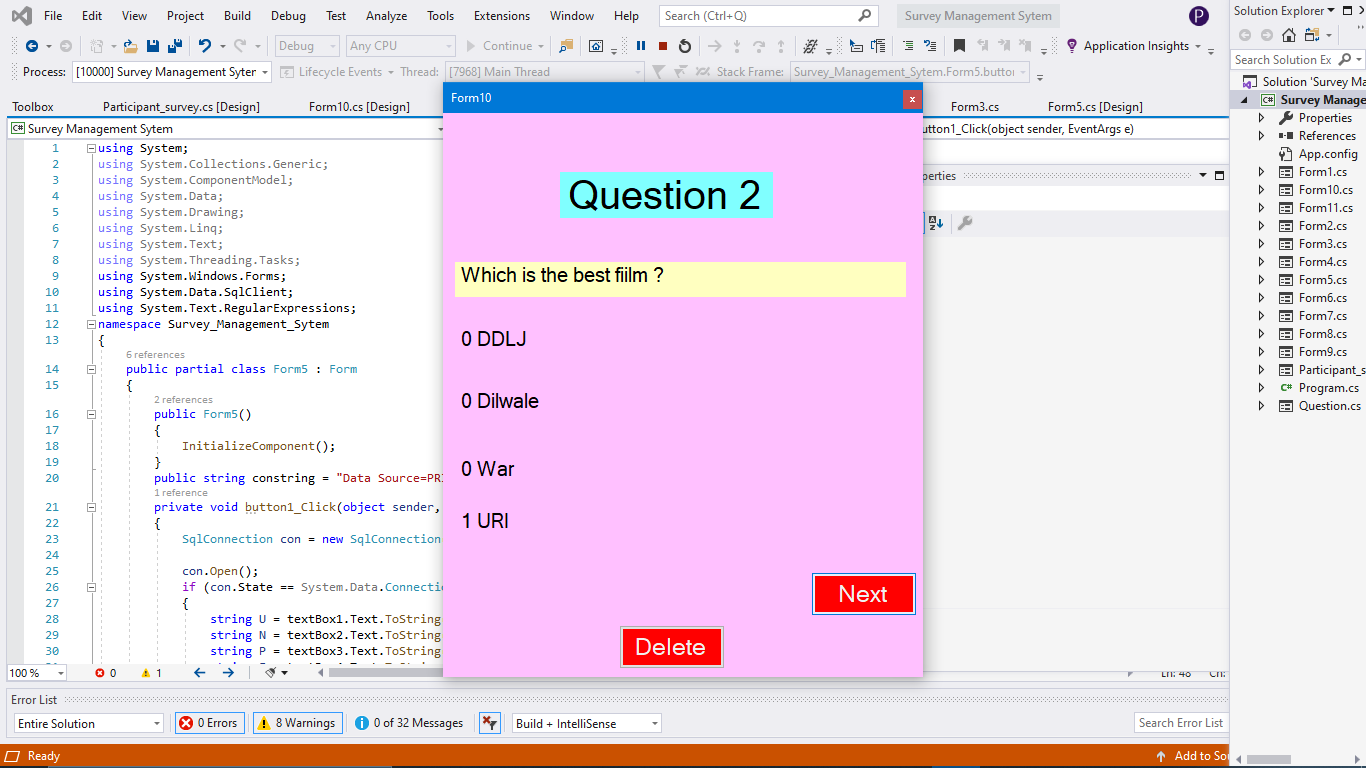 File Edit View Project Build Debug Test Analyze Tools Extensions Window Help Search (Ctrl+Q) Survey Management Sytem P
Debug Any CPU Continue Application Insights
Process: [10000] Survey Management Syter Lifecycle Events Thread: [7968] Main Thread Stack Frame: Survey_Management_Sytem.Form5.button
Toolbox Participant_survey.cs [Design] Form10.cs [Design] Form3.cs Form5.cs [Design]
C# Survey Management Sytem utton1_Click(object sender, EventArgs e)
1 using System;
2 using System.Collections.Generic;
3 using System.ComponentModel;
4 using System.Data;
5 using System.Drawing;
6 using System.Linq;
7 using System.Text;
8 using System.Threading.Tasks;
9 using System.Windows.Forms;
10 using System.Data.SqlClient;
11 using System.Text.RegularExpressions;
12 namespace Survey_Management_Sytem
13 {
6 references
14 public partial class Form5 : Form
15 {
2 references
16 public Form5()
17 {
18 InitializeComponent();
19 }
20 public string constring = "Data Source=PR
1 reference
21 private void button1_Click(object sender,
22 {
23 SqlConnection con = new SqlConnection
24
25 con.Open();
26 if (con.State == System.Data.Connecti
27 {
28 string U = textBox1.Text.ToString
29 string N = textBox2.Text.ToString
30 string P = textBox3.Text.ToString
100 % 0 1 Ln: 48 Ch:
Form10 x
Question 2
Which is the best fiilm ?
0 DDLJ
0 Dilwale
0 War
1 URI
Next
Delete
perties
Solution Explorer
Search Solution Ex
Solution 'Survey Ma
C# Survey Manage
Properties
References
App.config
Form1.cs
Form10.cs
Form11.cs
Form2.cs
Form3.cs
Form4.cs
Form5.cs
Form6.cs
Form7.cs
Form8.cs
Form9.cs
Participant_s
C# Program.cs
Question.cs
Error List
Entire Solution 0 Errors 8 Warnings 0 of 32 Messages Build + IntelliSense Search Error List
Ready Add to Sou